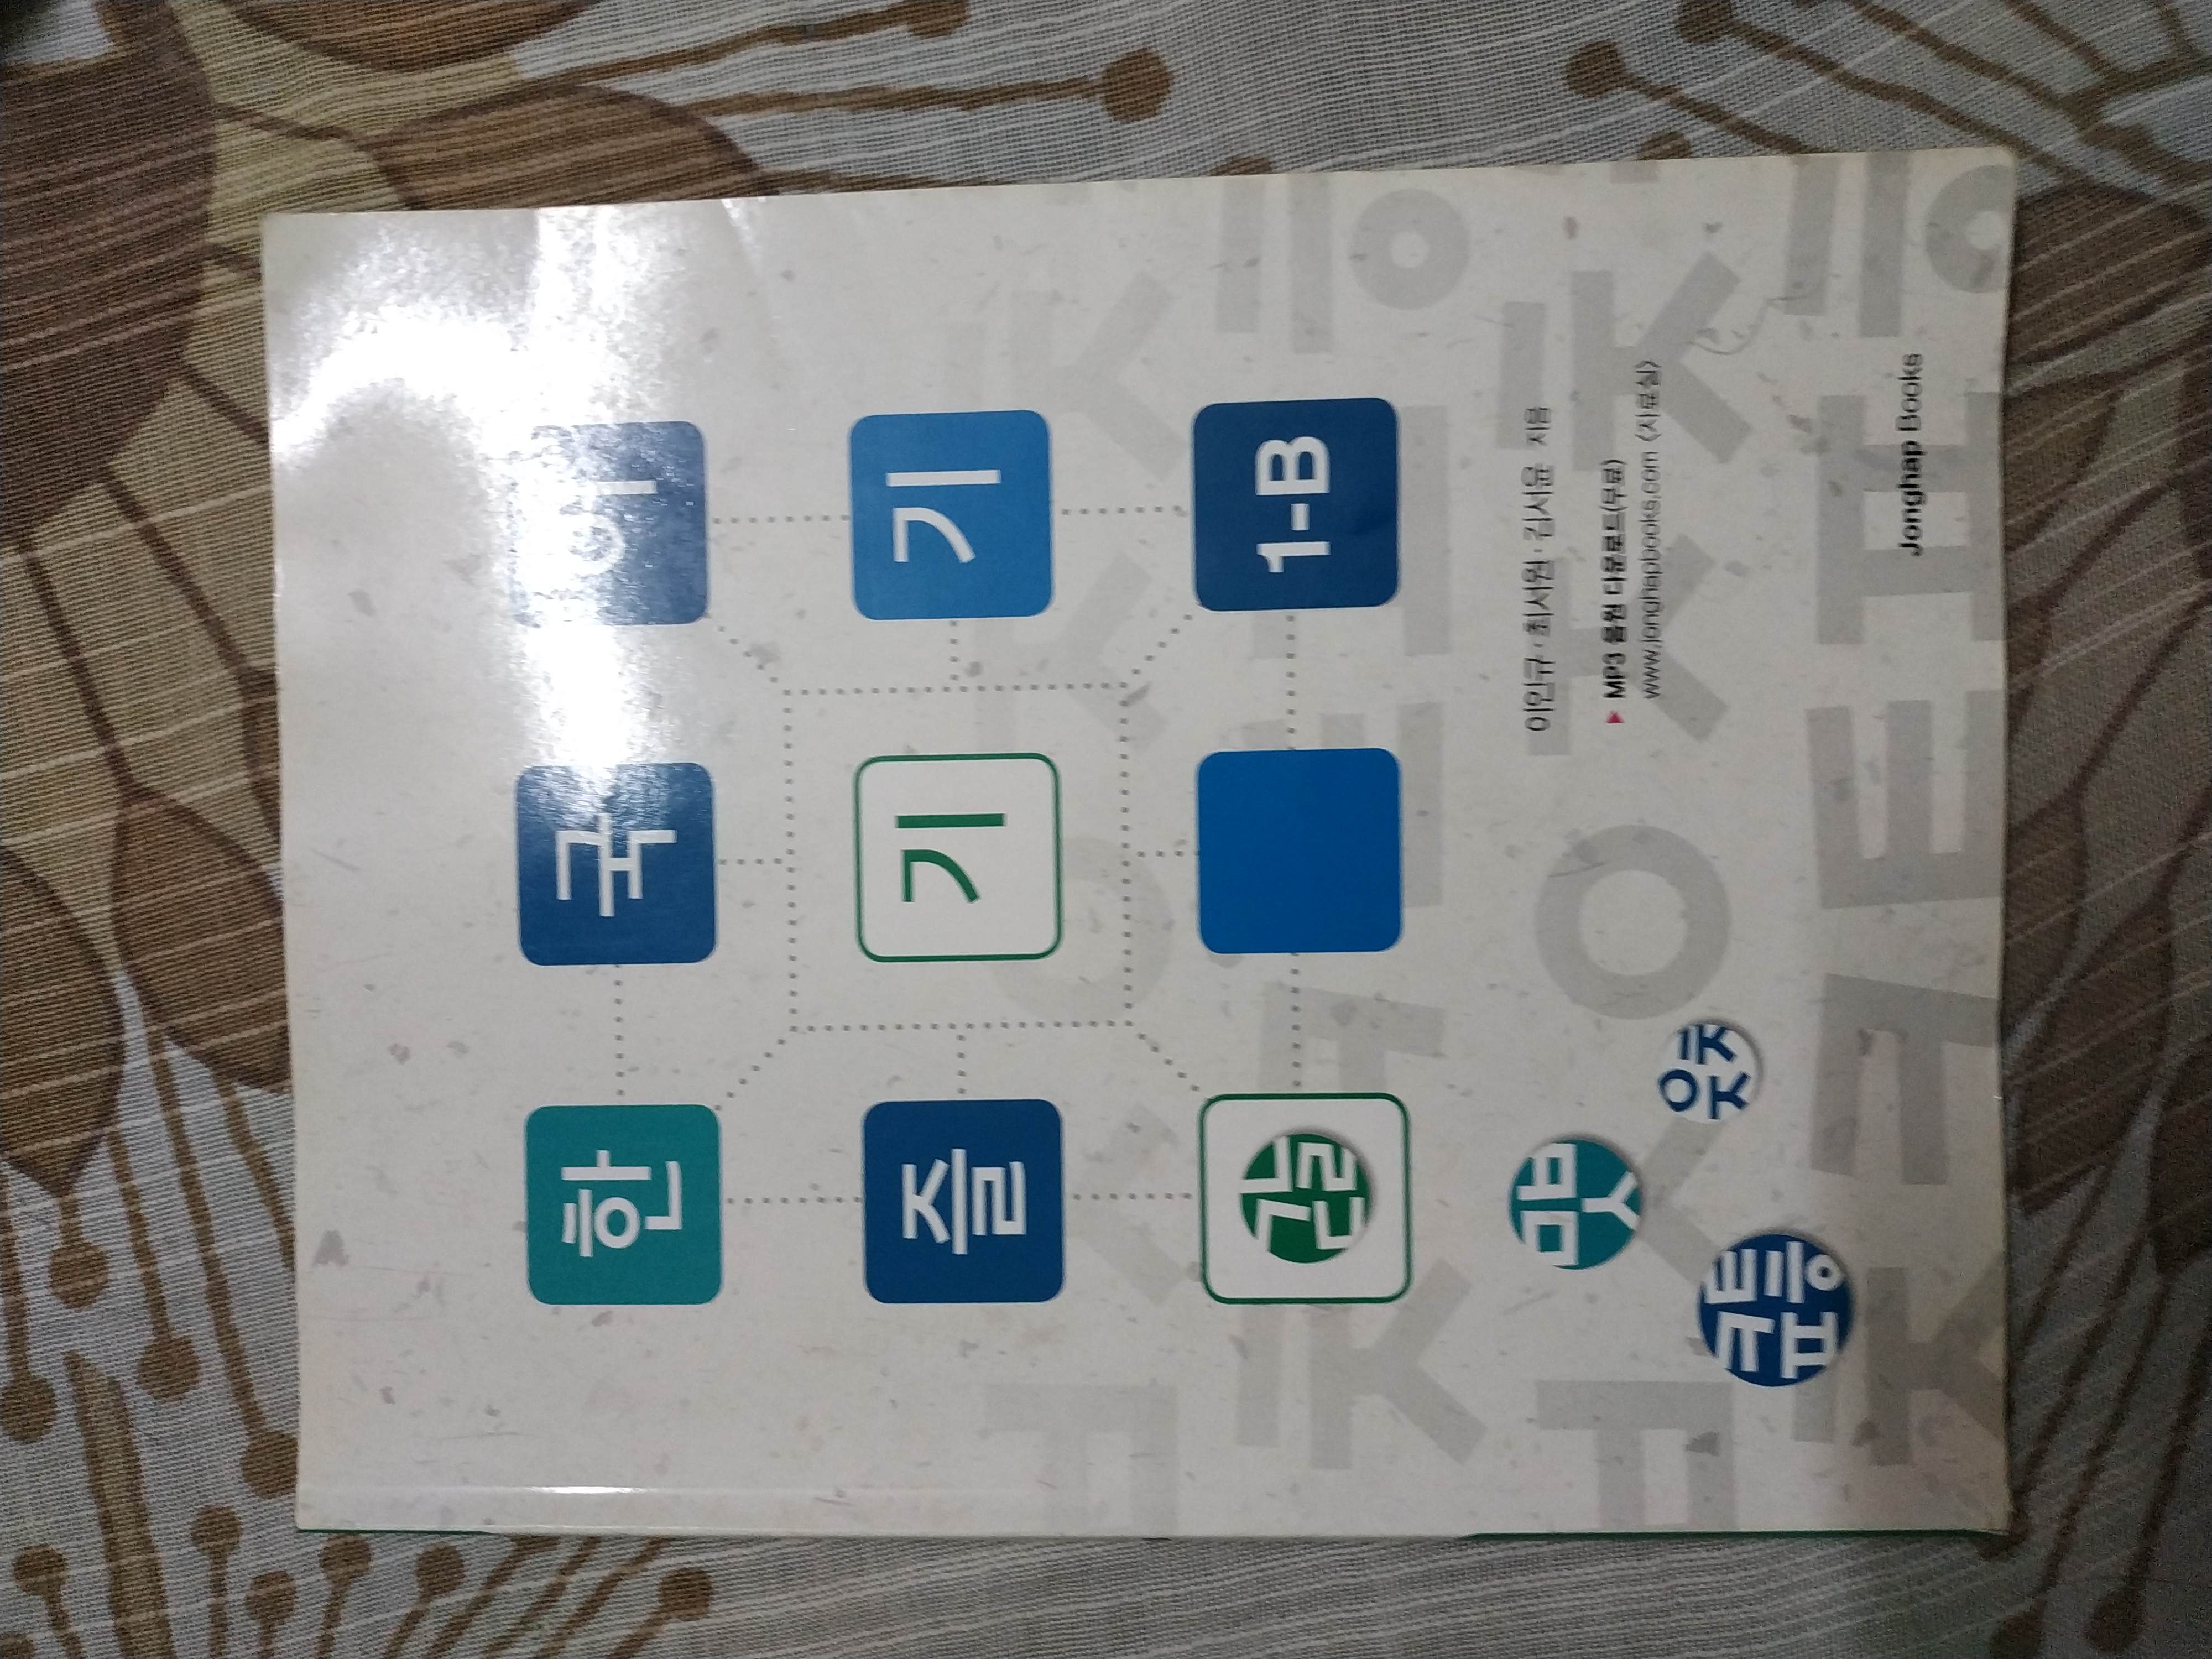 한 국 어
즐 기 기
1-B
이인규 · 최서원 · 김서윤 지음
▶ MP3 음원 다운로드(무료)
www.jonghapbooks.com 〈자료실〉
Jonghap Books